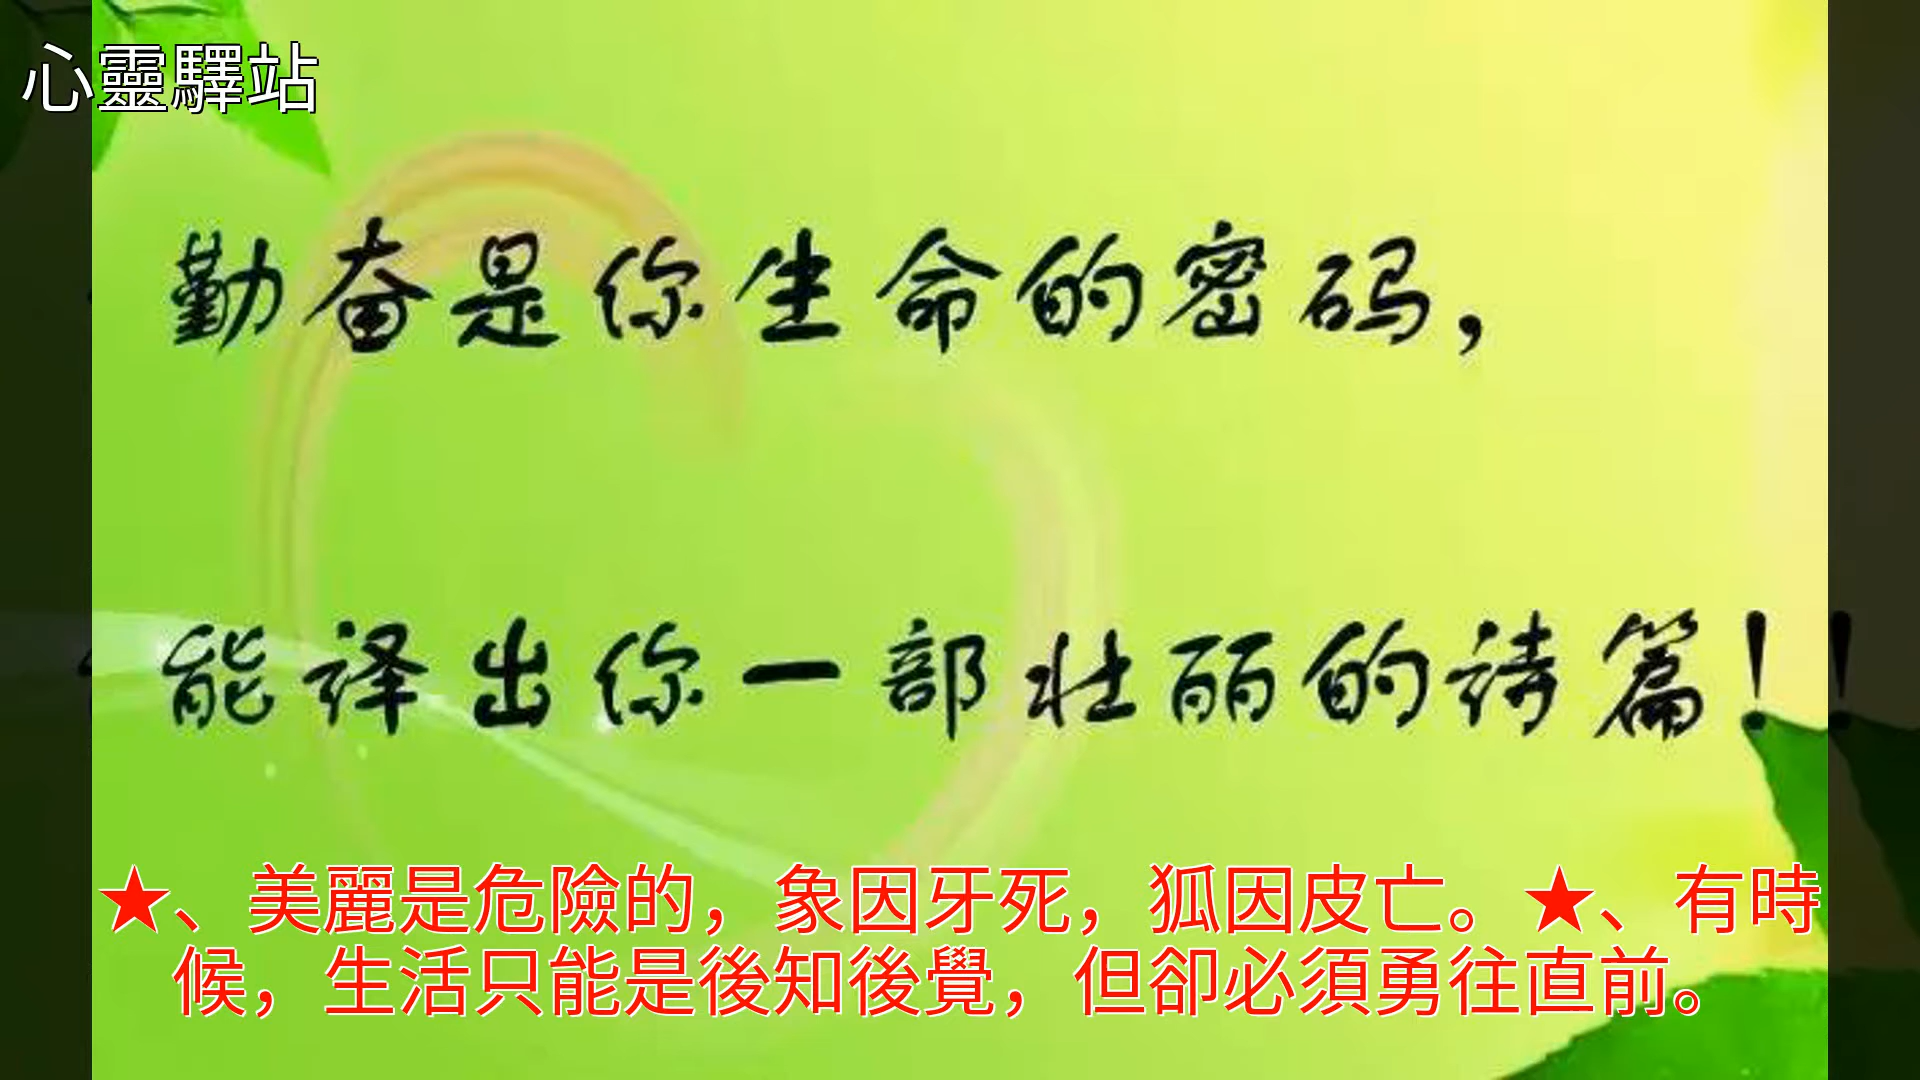 心靈驛站
勤奋是你生命的密码，
能译出你一部壮丽的诗篇！
★、美麗是危險的，象因牙死，狐因皮亡。★、有時
候，生活只能是後知後覺，但卻必須勇往直前。